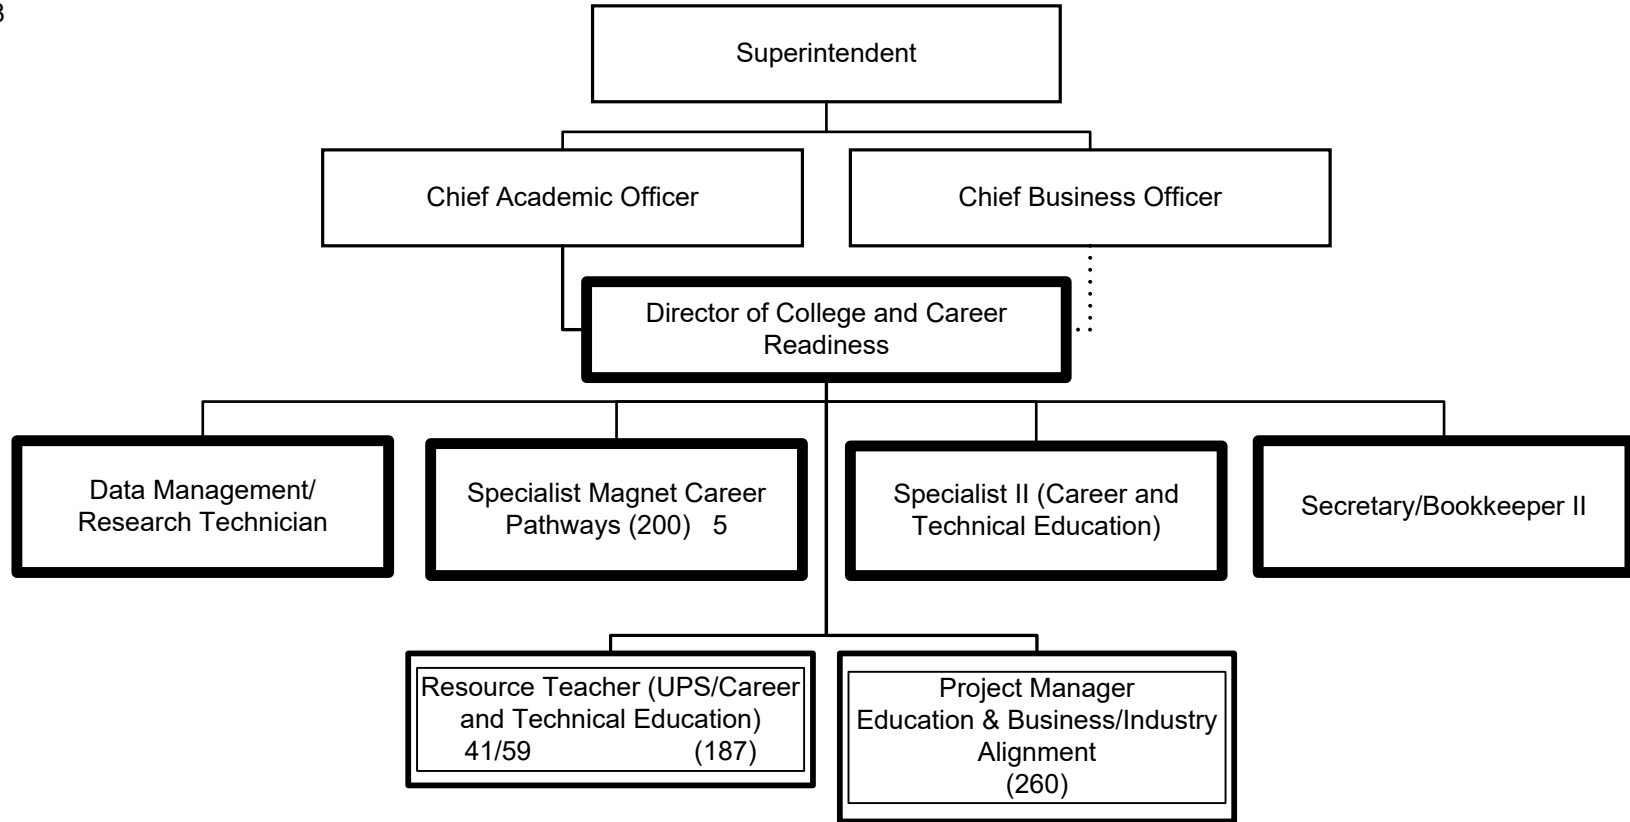 Superintendent
Chief Academic Officer
Chief Business Officer
Director of College and Career
Readiness
Data Management/
Research Technician
Specialist Magnet Career
Pathways (200) 5
Specialist II (Career and
Technical Education)
Secretary/Bookkeeper II
Resource Teacher (UPS/Career
and Technical Education)
41/59 (187)
Project Manager
Education & Business/Industry
Alignment
(260)